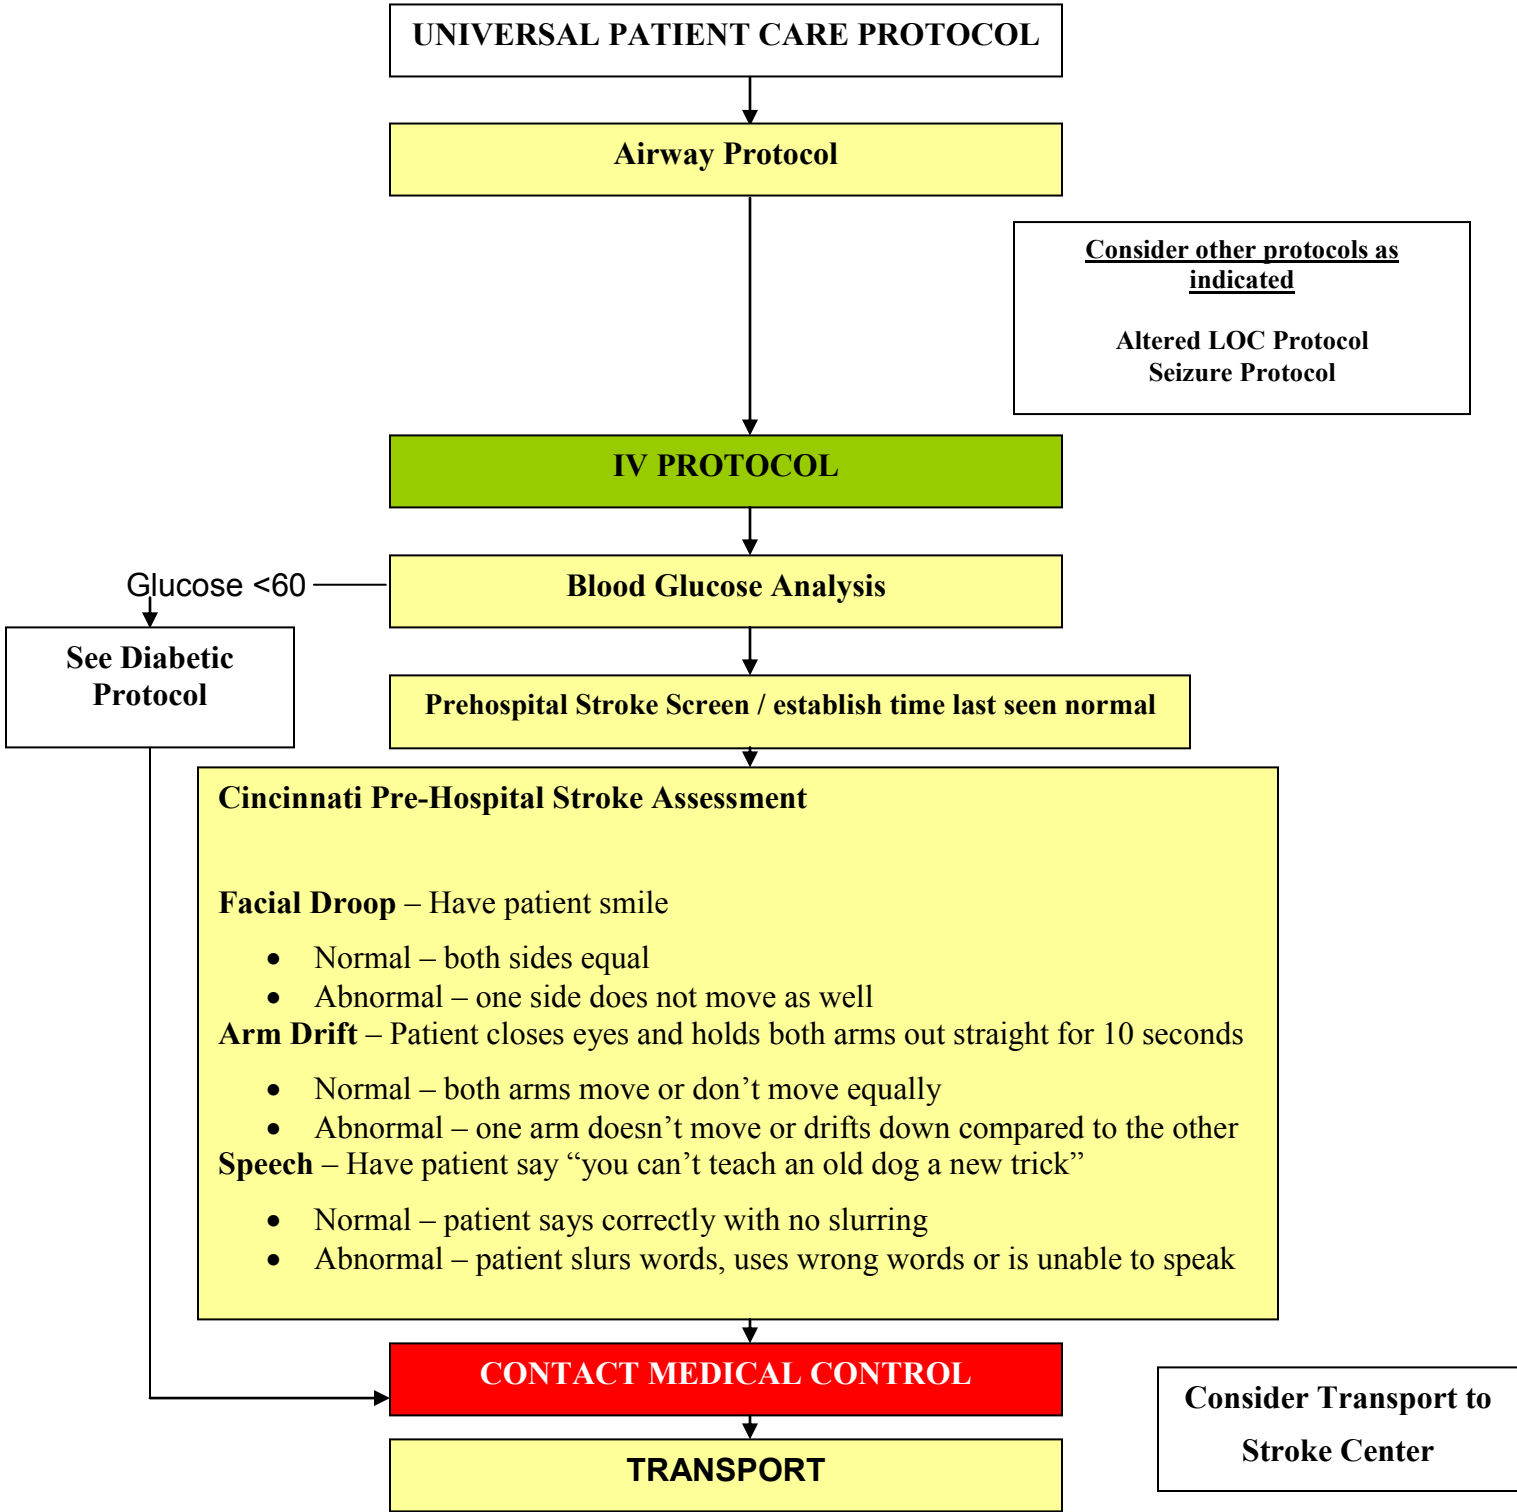 UNIVERSAL PATIENT CARE PROTOCOL
Airway Protocol
Consider other protocols as
indicated
Altered LOC Protocol
Seizure Protocol
IV PROTOCOL
Glucose <60
Blood Glucose Analysis
See Diabetic
Protocol
Prehospital Stroke Screen / establish time last seen normal
Cincinnati Pre-Hospital Stroke Assessment
Facial Droop – Have patient smile
• Normal – both sides equal
• Abnormal – one side does not move as well
Arm Drift – Patient closes eyes and holds both arms out straight for 10 seconds
• Normal – both arms move or don’t move equally
• Abnormal – one arm doesn’t move or drifts down compared to the other
Speech – Have patient say “you can’t teach an old dog a new trick”
• Normal – patient says correctly with no slurring
• Abnormal – patient slurs words, uses wrong words or is unable to speak
CONTACT MEDICAL CONTROL
Consider Transport to
Stroke Center
TRANSPORT